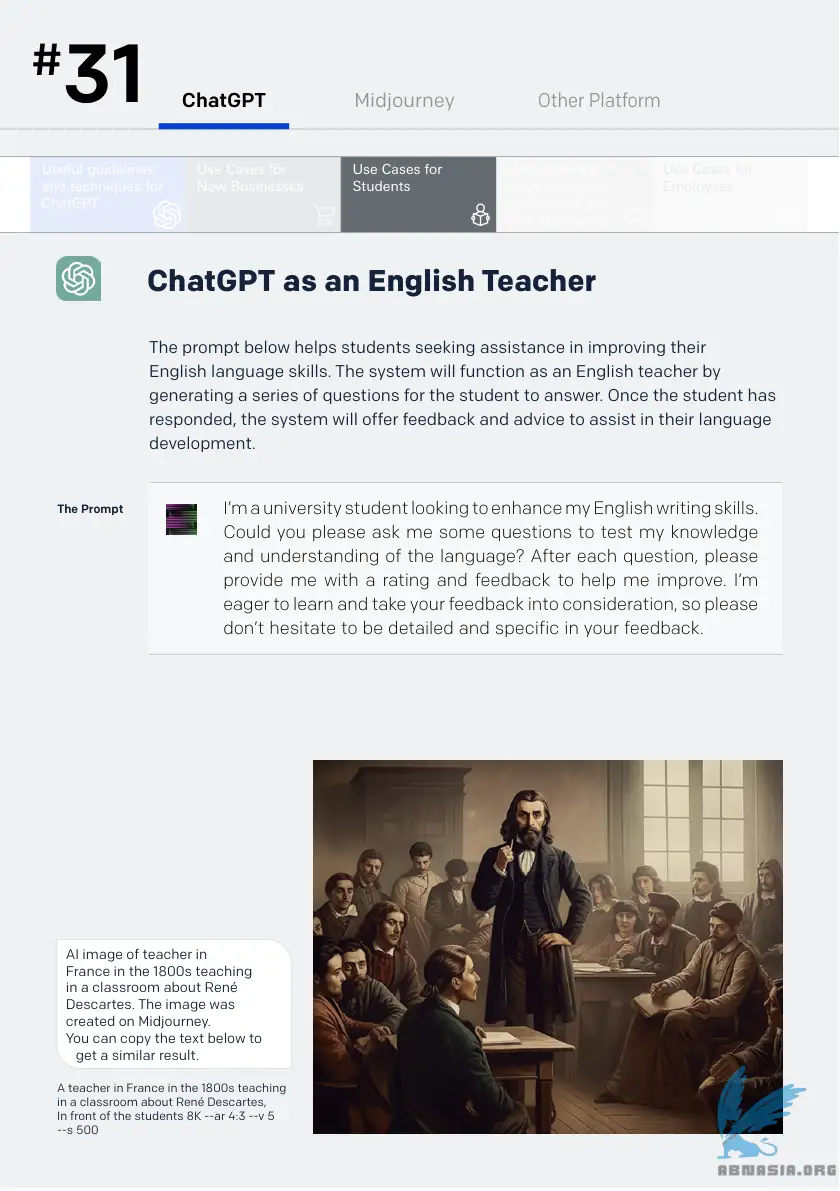 #31
ChatGPT
Midjourney
Other Platform
Useful guidelines
and techniques for
ChatGPT
Use Cases for
New Businesses
Use Cases for
Students
Use Cases for
Employees
ChatGPT as an English Teacher
The prompt below helps students seeking assistance in improving their
English language skills. The system will function as an English teacher by
generating a series of questions for the student to answer. Once the student has
responded, the system will offer feedback and advice to assist in their language
development.
The Prompt
I'm a university student looking to enhance my English writing skills.
Could you please ask me some questions to test my knowledge
and understanding of the language? After each question, please
provide me with a rating and feedback to help me improve. I'm
eager to learn and take your feedback into consideration, so please
don't hesitate to be detailed and specific in your feedback.
AI image of teacher in
France in the 1800s teaching
in a classroom about René
Descartes. The image was
created on Midjourney.
You can copy the text below to
get a similar result.
A teacher in France in the 1800s teaching
in a classroom about René Descartes,
In front of the students 8K --ar 4:3 --v 5
--s 500
ABNASIA.ORG